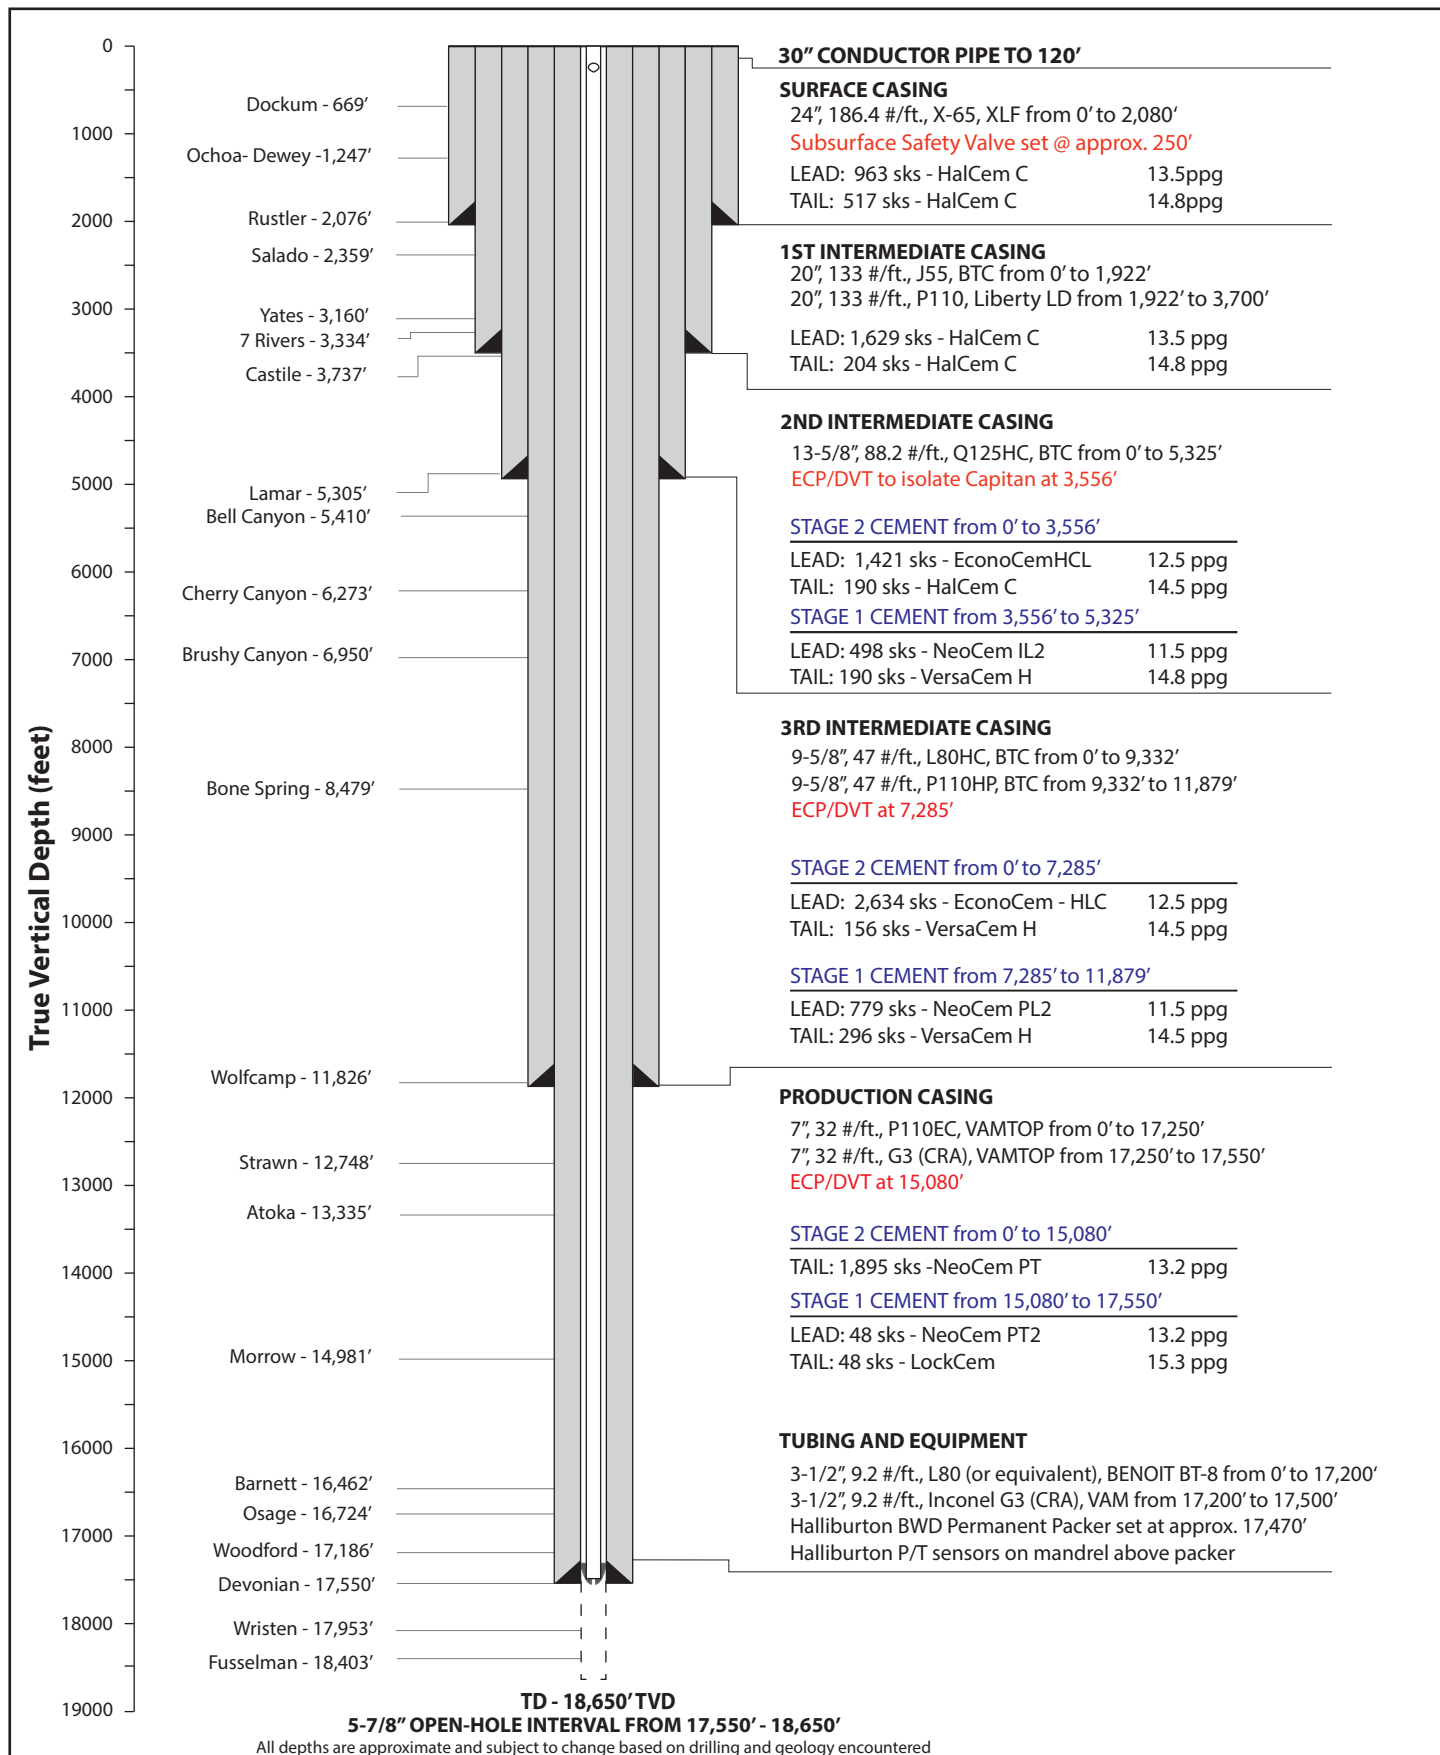 True Vertical Depth (feet)
0
1000
2000
3000
4000
5000
6000
7000
8000
9000
10000
11000
12000
13000
14000
15000
16000
17000
18000
19000
Dockum - 669’
Ochoa- Dewey -1,247’
Rustler - 2,076’
Salado - 2,359’
Yates - 3,160’
7 Rivers - 3,334’
Castile - 3,737’
Lamar - 5,305’
Bell Canyon - 5,410’
Cherry Canyon - 6,273’
Brushy Canyon - 6,950’
Bone Spring - 8,479’
Wolfcamp - 11,826’
Strawn - 12,748’
Atoka - 13,335’
Morrow - 14,981’
Barnett - 16,462’
Osage - 16,724’
Woodford - 17,186’
Devonian - 17,550’
Wristen - 17,953’
Fusselman - 18,403’
30” CONDUCTOR PIPE TO 120’
SURFACE CASING
24”, 186.4 #/ft., X-65, XLF from 0’ to 2,080‘
Subsurface Safety Valve set @ approx. 250’
LEAD: 963 sks - HalCem C 13.5ppg
TAIL: 517 sks - HalCem C 14.8ppg
1ST INTERMEDIATE CASING
20”, 133 #/ft., J55, BTC from 0’ to 1,922’
20”, 133 #/ft., P110, Liberty LD from 1,922’ to 3,700’
LEAD: 1,629 sks - HalCem C 13.5 ppg
TAIL: 204 sks - HalCem C 14.8 ppg
2ND INTERMEDIATE CASING
13-5/8”, 88.2 #/ft., Q125HC, BTC from 0’ to 5,325’
ECP/DVT to isolate Capitan at 3,556’
STAGE 2 CEMENT from 0’ to 3,556’
LEAD: 1,421 sks - EconoCemHCL 12.5 ppg
TAIL: 190 sks - HalCem C 14.5 ppg
STAGE 1 CEMENT from 3,556’ to 5,325’
LEAD: 498 sks - NeoCem IL2 11.5 ppg
TAIL: 190 sks - VersaCem H 14.8 ppg
3RD INTERMEDIATE CASING
9-5/8”, 47 #/ft., L80HC, BTC from 0’ to 9,332’
9-5/8”, 47 #/ft., P110HP, BTC from 9,332’ to 11,879’
ECP/DVT at 7,285’
STAGE 2 CEMENT from 0’ to 7,285’
LEAD: 2,634 sks - EconoCem - HLC 12.5 ppg
TAIL: 156 sks - VersaCem H 14.5 ppg
STAGE 1 CEMENT from 7,285’ to 11,879’
LEAD: 779 sks - NeoCem PL2 11.5 ppg
TAIL: 296 sks - VersaCem H 14.5 ppg
PRODUCTION CASING
7”, 32 #/ft., P110EC, VAMTOP from 0’ to 17,250’
7”, 32 #/ft., G3 (CRA), VAMTOP from 17,250’ to 17,550’
ECP/DVT at 15,080’
STAGE 2 CEMENT from 0’ to 15,080’
TAIL: 1,895 sks -NeoCem PT 13.2 ppg
STAGE 1 CEMENT from 15,080’ to 17,550’
LEAD: 48 sks - NeoCem PT2 13.2 ppg
TAIL: 48 sks - LockCem 15.3 ppg
TUBING AND EQUIPMENT
3-1/2”, 9.2 #/ft., L80 (or equivalent), BENOIT BT-8 from 0’ to 17,200‘
3-1/2”, 9.2 #/ft., Inconel G3 (CRA), VAM from 17,200’ to 17,500’
Halliburton BWD Permanent Packer set at approx. 17,470’
Halliburton P/T sensors on mandrel above packer
TD - 18,650’ TVD
5-7/8” OPEN-HOLE INTERVAL FROM 17,550’ - 18,650’
All depths are approximate and subject to change based on drilling and geology encountered